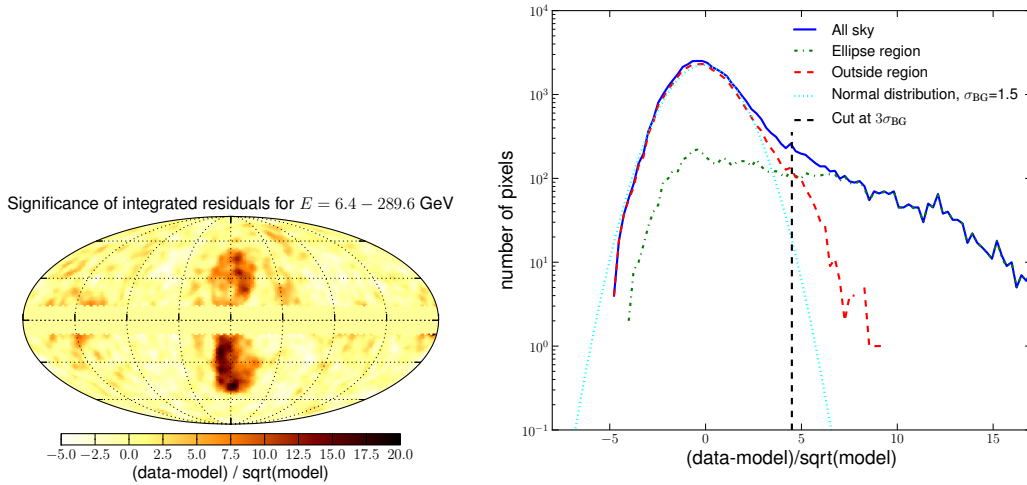 Significance of integrated residuals for E = 6.4 − 289.6 GeV
−5.0 −2.5 0.0 2.5 5.0 7.5 10.0 12.5 15.0 17.5 20.0
(data-model) / sqrt(model)
All sky
Ellipse region
Outside region
Normal distribution, σ_BG=1.5
Cut at 3σ_BG
number of pixels
10^4
10^3
10^2
10^1
10^0
10^−1
−5 0 5 10 15
(data-model)/sqrt(model)